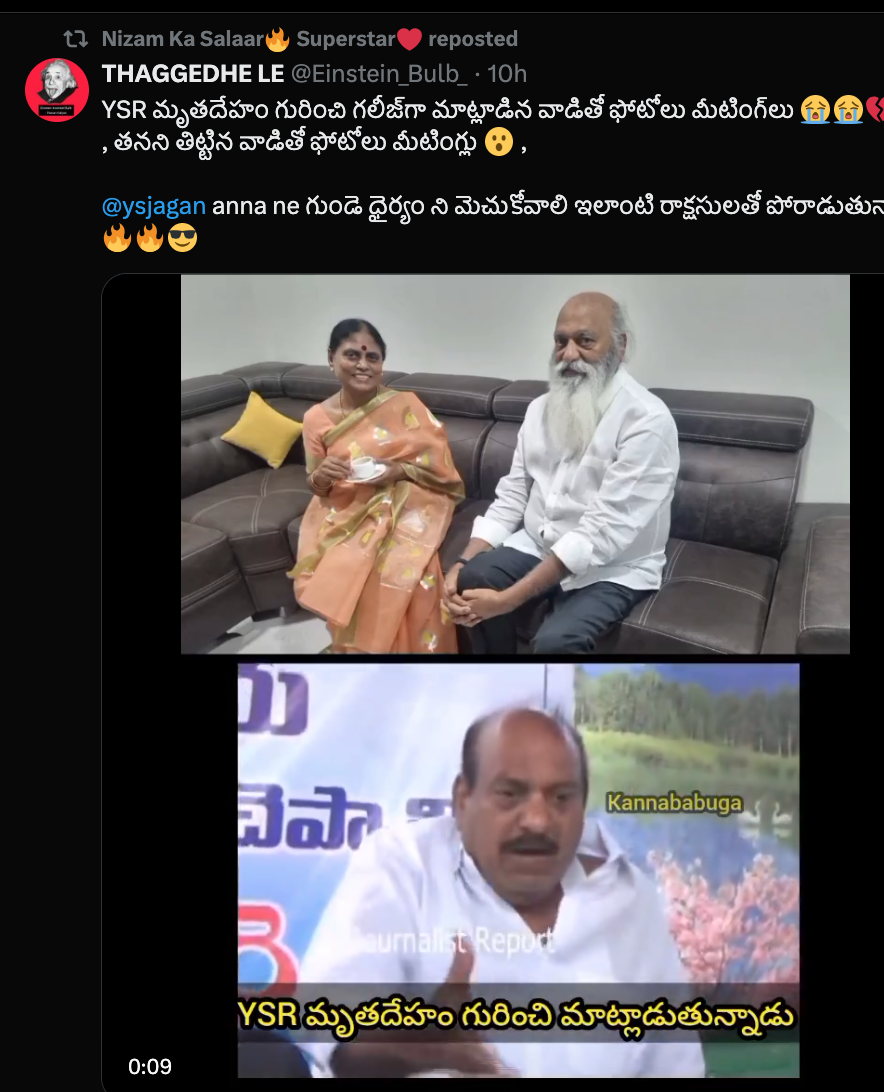 Nizam Ka Salaar🔥 Superstar❤️ reposted
THAGGEDHE LE @Einstein_Bulb_ · 10h
YSR మృతదేహం గురించి గలీజ్‌గా మాట్లాడిన వాడితో ఫోటోలు మీటింగ్‌లు 😭😭💔
, తనని తిట్టిన వాడితో ఫోటోలు మీటింగ్లు 😮 ,
@ysjagan anna ne గుండె ధైర్యం ని మెచుకోవాలి ఇలాంటి రాక్షసులతో
🔥🔥😎
Kannababuga
Journalist Report
YSR మృతదేహం గురించి మాట్లాడుతున్నాడు
0:09